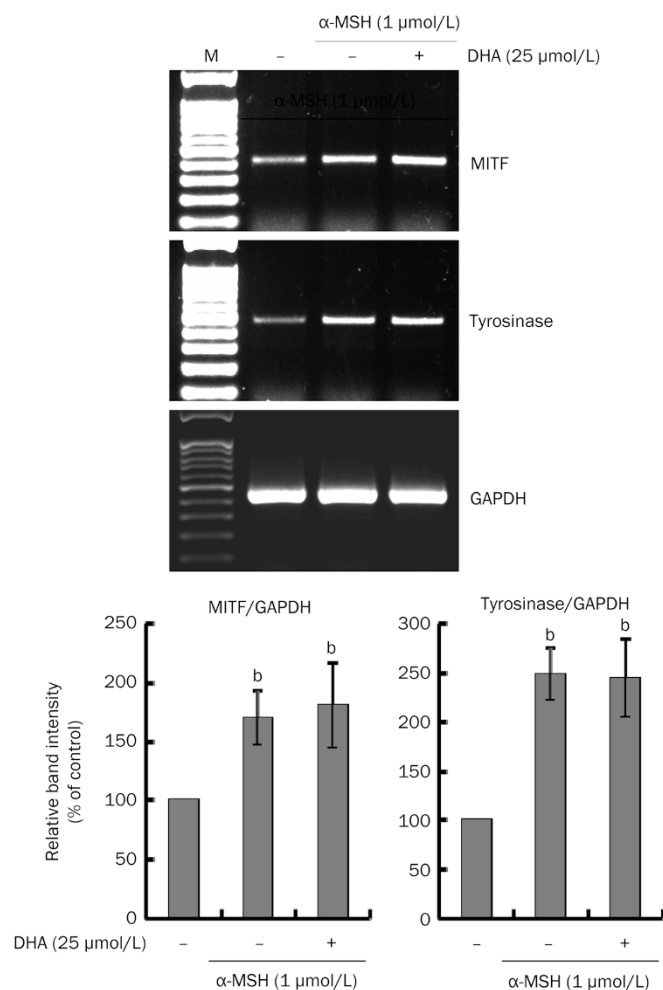 α-MSH (1 μmol/L)
M – – + DHA (25 μmol/L)
α-MSH (1 μmol/L)
MITF
Tyrosinase
GAPDH
MITF/GAPDH
Relative band intensity
(% of control)
250
200
150
100
50
0
b
b
DHA (25 μmol/L) – – +
α-MSH (1 μmol/L)
Tyrosinase/GAPDH
300
250
200
150
100
50
0
b
b
– – +
α-MSH (1 μmol/L)